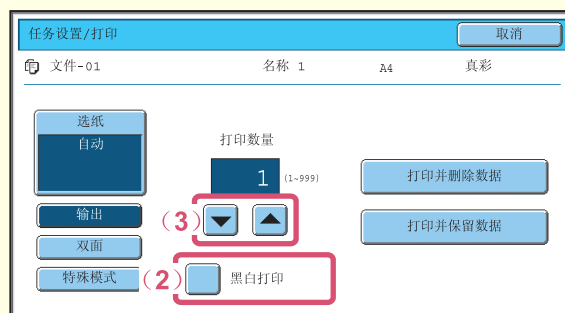 任务设置/打印
取消
文件-01 名称 1 A4 真彩
选纸
自动
打印数量
1 (1~999)
打印并删除数据
输出
(3)
打印并保留数据
双面
特殊模式
(2) 黑白打印